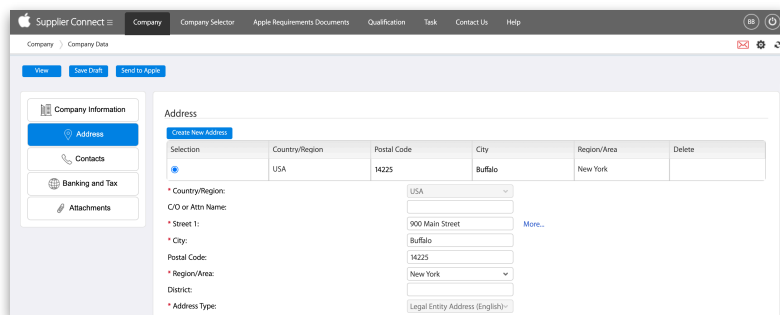 Supplier Connect Company Company Selector Apple Requirements Documents Qualification Task Contact Us Help BB
Company Company Data
View Save Draft Send to Apple
Company Information
Address
Contacts
Banking and Tax
Attachments
Address
Create New Address
Selection Country/Region Postal Code City Region/Area Delete
USA 14225 Buffalo New York
* Country/Region: USA
C/O or Attn Name:
* Street 1: 900 Main Street More...
* City: Buffalo
Postal Code: 14225
* Region/Area: New York
District:
* Address Type: Legal Entity Address (English)